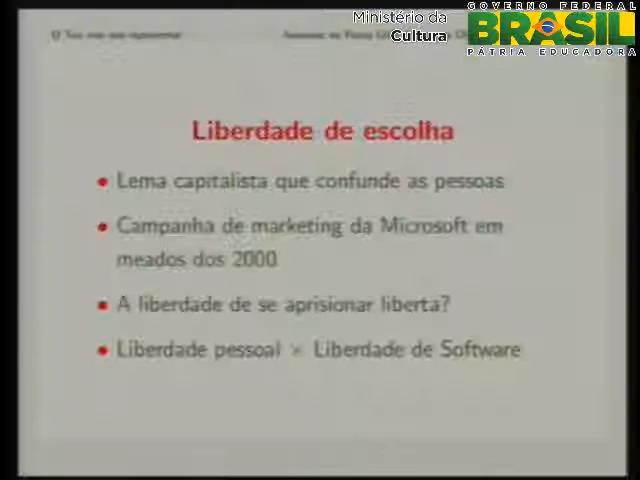 Ministério da
Cultura
GOVERNO FEDERAL
BRASIL
PÁTRIA EDUCADORA
Liberdade de escolha
• Lema capitalista que confunde as pessoas
• Campanha de marketing da Microsoft em
meados dos 2000
• A liberdade de se aprisionar liberta?
• Liberdade pessoal × Liberdade de Software